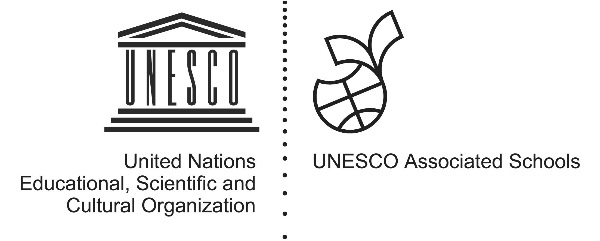 UNESCO
United Nations
Educational, Scientific and
Cultural Organization
UNESCO Associated Schools